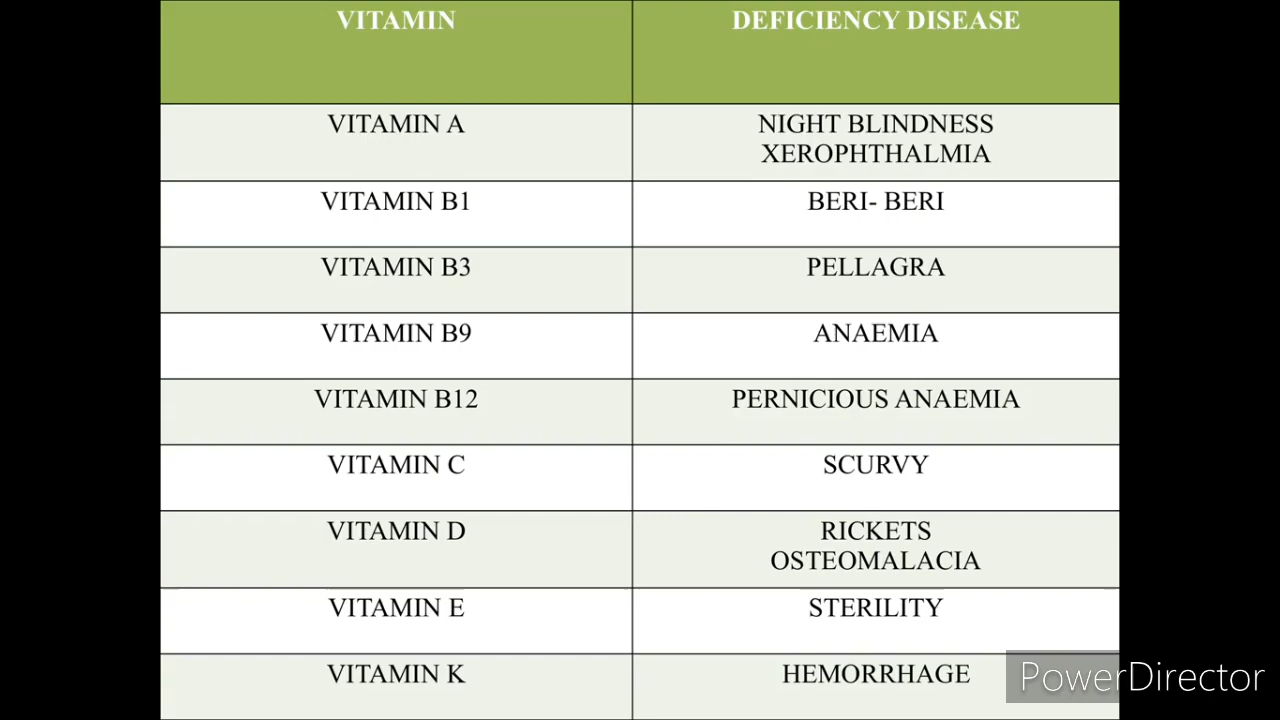 VITAMIN DEFICIENCY DISEASE
VITAMIN A NIGHT BLINDNESS
XEROPHTHALMIA
VITAMIN B1 BERI- BERI
VITAMIN B3 PELLAGRA
VITAMIN B9 ANAEMIA
VITAMIN B12 PERNICIOUS ANAEMIA
VITAMIN C SCURVY
VITAMIN D RICKETS
OSTEOMALACIA
VITAMIN E STERILITY
VITAMIN K HEMORRHAGE
PowerDirector